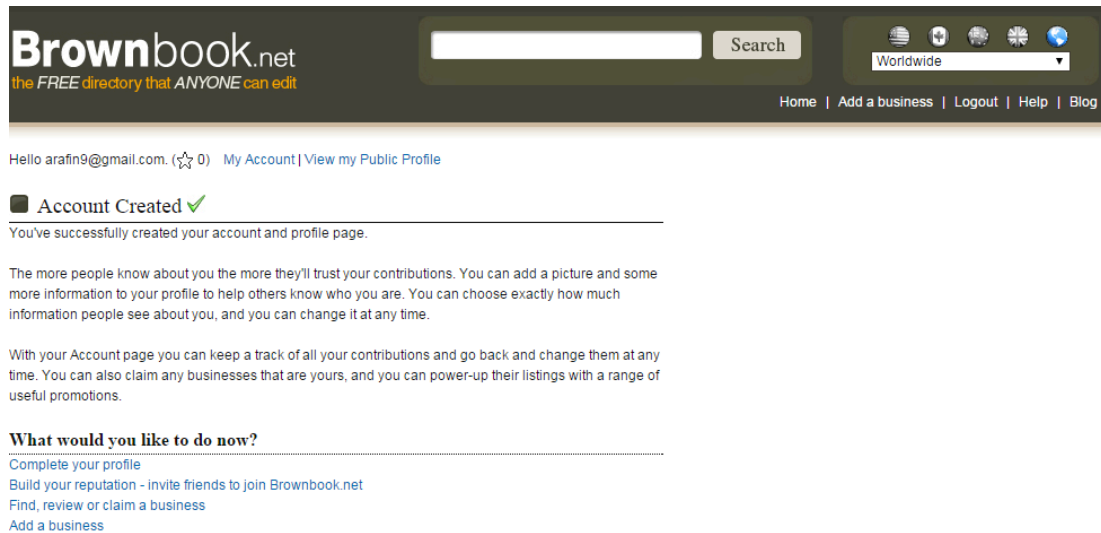 Brownbook.net
the FREE directory that ANYONE can edit
Search
Worldwide
Home | Add a business | Logout | Help | Blog
Hello arafin9@gmail.com. (☆ 0) My Account | View my Public Profile
Account Created
You've successfully created your account and profile page.
The more people know about you the more they'll trust your contributions. You can add a picture and some
more information to your profile to help others know who you are. You can choose exactly how much
information people see about you, and you can change it at any time.
With your Account page you can keep a track of all your contributions and go back and change them at any
time. You can also claim any businesses that are yours, and you can power-up their listings with a range of
useful promotions.
What would you like to do now?
Complete your profile
Build your reputation - invite friends to join Brownbook.net
Find, review or claim a business
Add a business